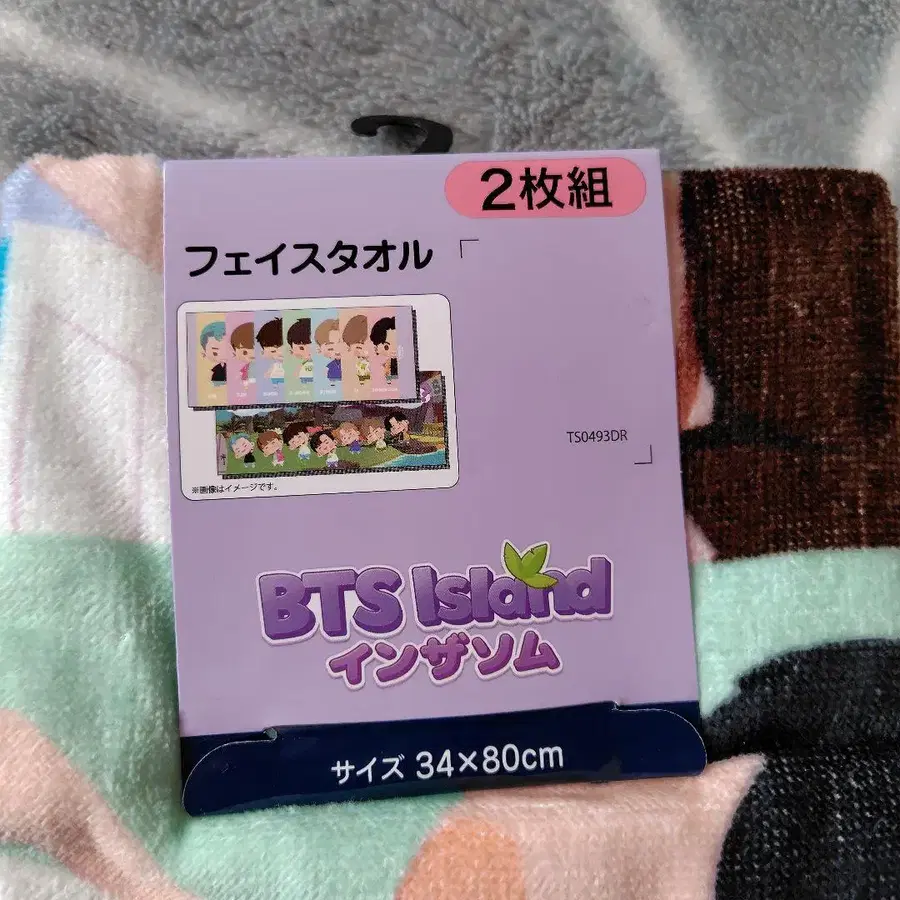 2枚組
フェイスタオル
※画像はイメージです。
TS0493DR
BTS Island
インザソム
サイズ 34×80cm